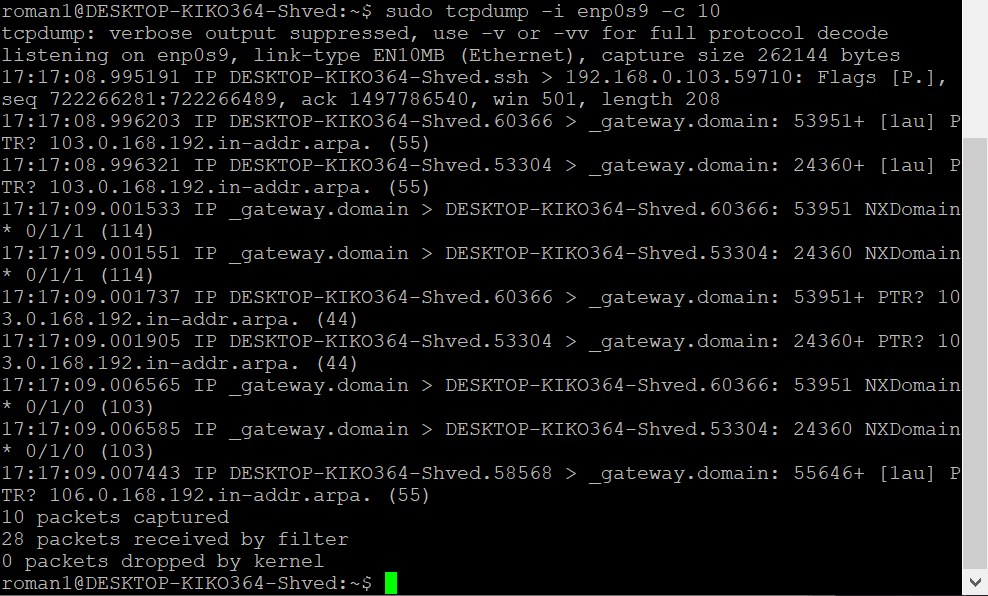 roman1@DESKTOP-KIKO364-Shved:~$ sudo tcpdump -i enp0s9 -c 10
tcpdump: verbose output suppressed, use -v or -vv for full protocol decode
listening on enp0s9, link-type EN10MB (Ethernet), capture size 262144 bytes
17:17:08.995191 IP DESKTOP-KIKO364-Shved.ssh > 192.168.0.103.59710: Flags [P.],
seq 722266281:722266489, ack 1497786540, win 501, length 208
17:17:08.996203 IP DESKTOP-KIKO364-Shved.60366 > _gateway.domain: 53951+ [1au] P
TR? 103.0.168.192.in-addr.arpa. (55)
17:17:08.996321 IP DESKTOP-KIKO364-Shved.53304 > _gateway.domain: 24360+ [1au] P
TR? 103.0.168.192.in-addr.arpa. (55)
17:17:09.001533 IP _gateway.domain > DESKTOP-KIKO364-Shved.60366: 53951 NXDomain
* 0/1/1 (114)
17:17:09.001551 IP _gateway.domain > DESKTOP-KIKO364-Shved.53304: 24360 NXDomain
* 0/1/1 (114)
17:17:09.001737 IP DESKTOP-KIKO364-Shved.60366 > _gateway.domain: 53951+ PTR? 10
3.0.168.192.in-addr.arpa. (44)
17:17:09.001905 IP DESKTOP-KIKO364-Shved.53304 > _gateway.domain: 24360+ PTR? 10
3.0.168.192.in-addr.arpa. (44)
17:17:09.006565 IP _gateway.domain > DESKTOP-KIKO364-Shved.60366: 53951 NXDomain
* 0/1/0 (103)
17:17:09.006585 IP _gateway.domain > DESKTOP-KIKO364-Shved.53304: 24360 NXDomain
* 0/1/0 (103)
17:17:09.007443 IP DESKTOP-KIKO364-Shved.58568 > _gateway.domain: 55646+ [1au] P
TR? 106.0.168.192.in-addr.arpa. (55)
10 packets captured
28 packets received by filter
0 packets dropped by kernel
roman1@DESKTOP-KIKO364-Shved:~$